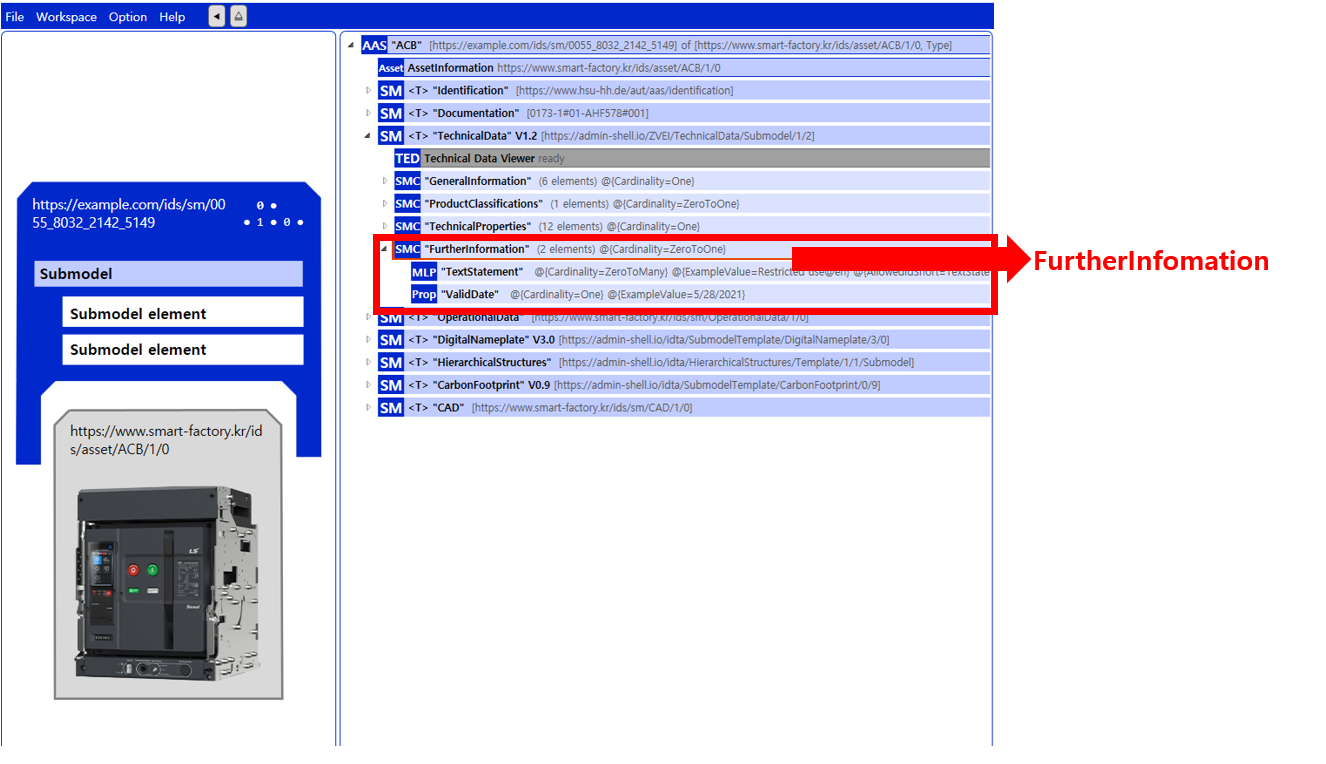 File Workspace Option Help
https://example.com/ids/sm/00
55_8032_2142_5149
0
1 0
Submodel
Submodel element
Submodel element
https://www.smart-factory.kr/id
s/asset/ACB/1/0
LS
AAS "ACB" [https://example.com/ids/sm/0055_8032_2142_5149] of [https://www.smart-factory.kr/ids/asset/ACB/1/0, Type]
Asset AssetInformation https://www.smart-factory.kr/ids/asset/ACB/1/0
SM <T> "Identification" [https://www.hsu-hh.de/aut/aas/identification]
SM <T> "Documentation" [0173-1#01-AHF578#001]
SM <T> "TechnicalData" V1.2 [https://admin-shell.io/ZVEI/TechnicalData/Submodel/1/2]
TED Technical Data Viewer ready
SMC "GeneralInformation" (6 elements) @{Cardinality=One}
SMC "ProductClassifications" (1 elements) @{Cardinality=ZeroToOne}
SMC "TechnicalProperties" (12 elements) @{Cardinality=One}
SMC "FurtherInformation" (2 elements) @{Cardinality=ZeroToOne}
FurtherInfomation
MLP "TextStatement" @{Cardinality=ZeroToMany} @{ExampleValue=Restricted use@en} @{AllowedIdShort=TextState
Prop "ValidDate" @{Cardinality=One} @{ExampleValue=5/28/2021}
SM <T> "OperationalData" [https://www.smart-factory.kr/ids/sm/OperationalData/1/0]
SM <T> "DigitalNameplate" V3.0 [https://admin-shell.io/idta/SubmodelTemplate/DigitalNameplate/3/0]
SM <T> "HierarchicalStructures" [https://admin-shell.io/idta/HierarchicalStructures/Template/1/1/Submodel]
SM <T> "CarbonFootprint" V0.9 [https://admin-shell.io/idta/SubmodelTemplate/CarbonFootprint/0/9]
SM <T> "CAD" [https://www.smart-factory.kr/ids/sm/CAD/1/0]